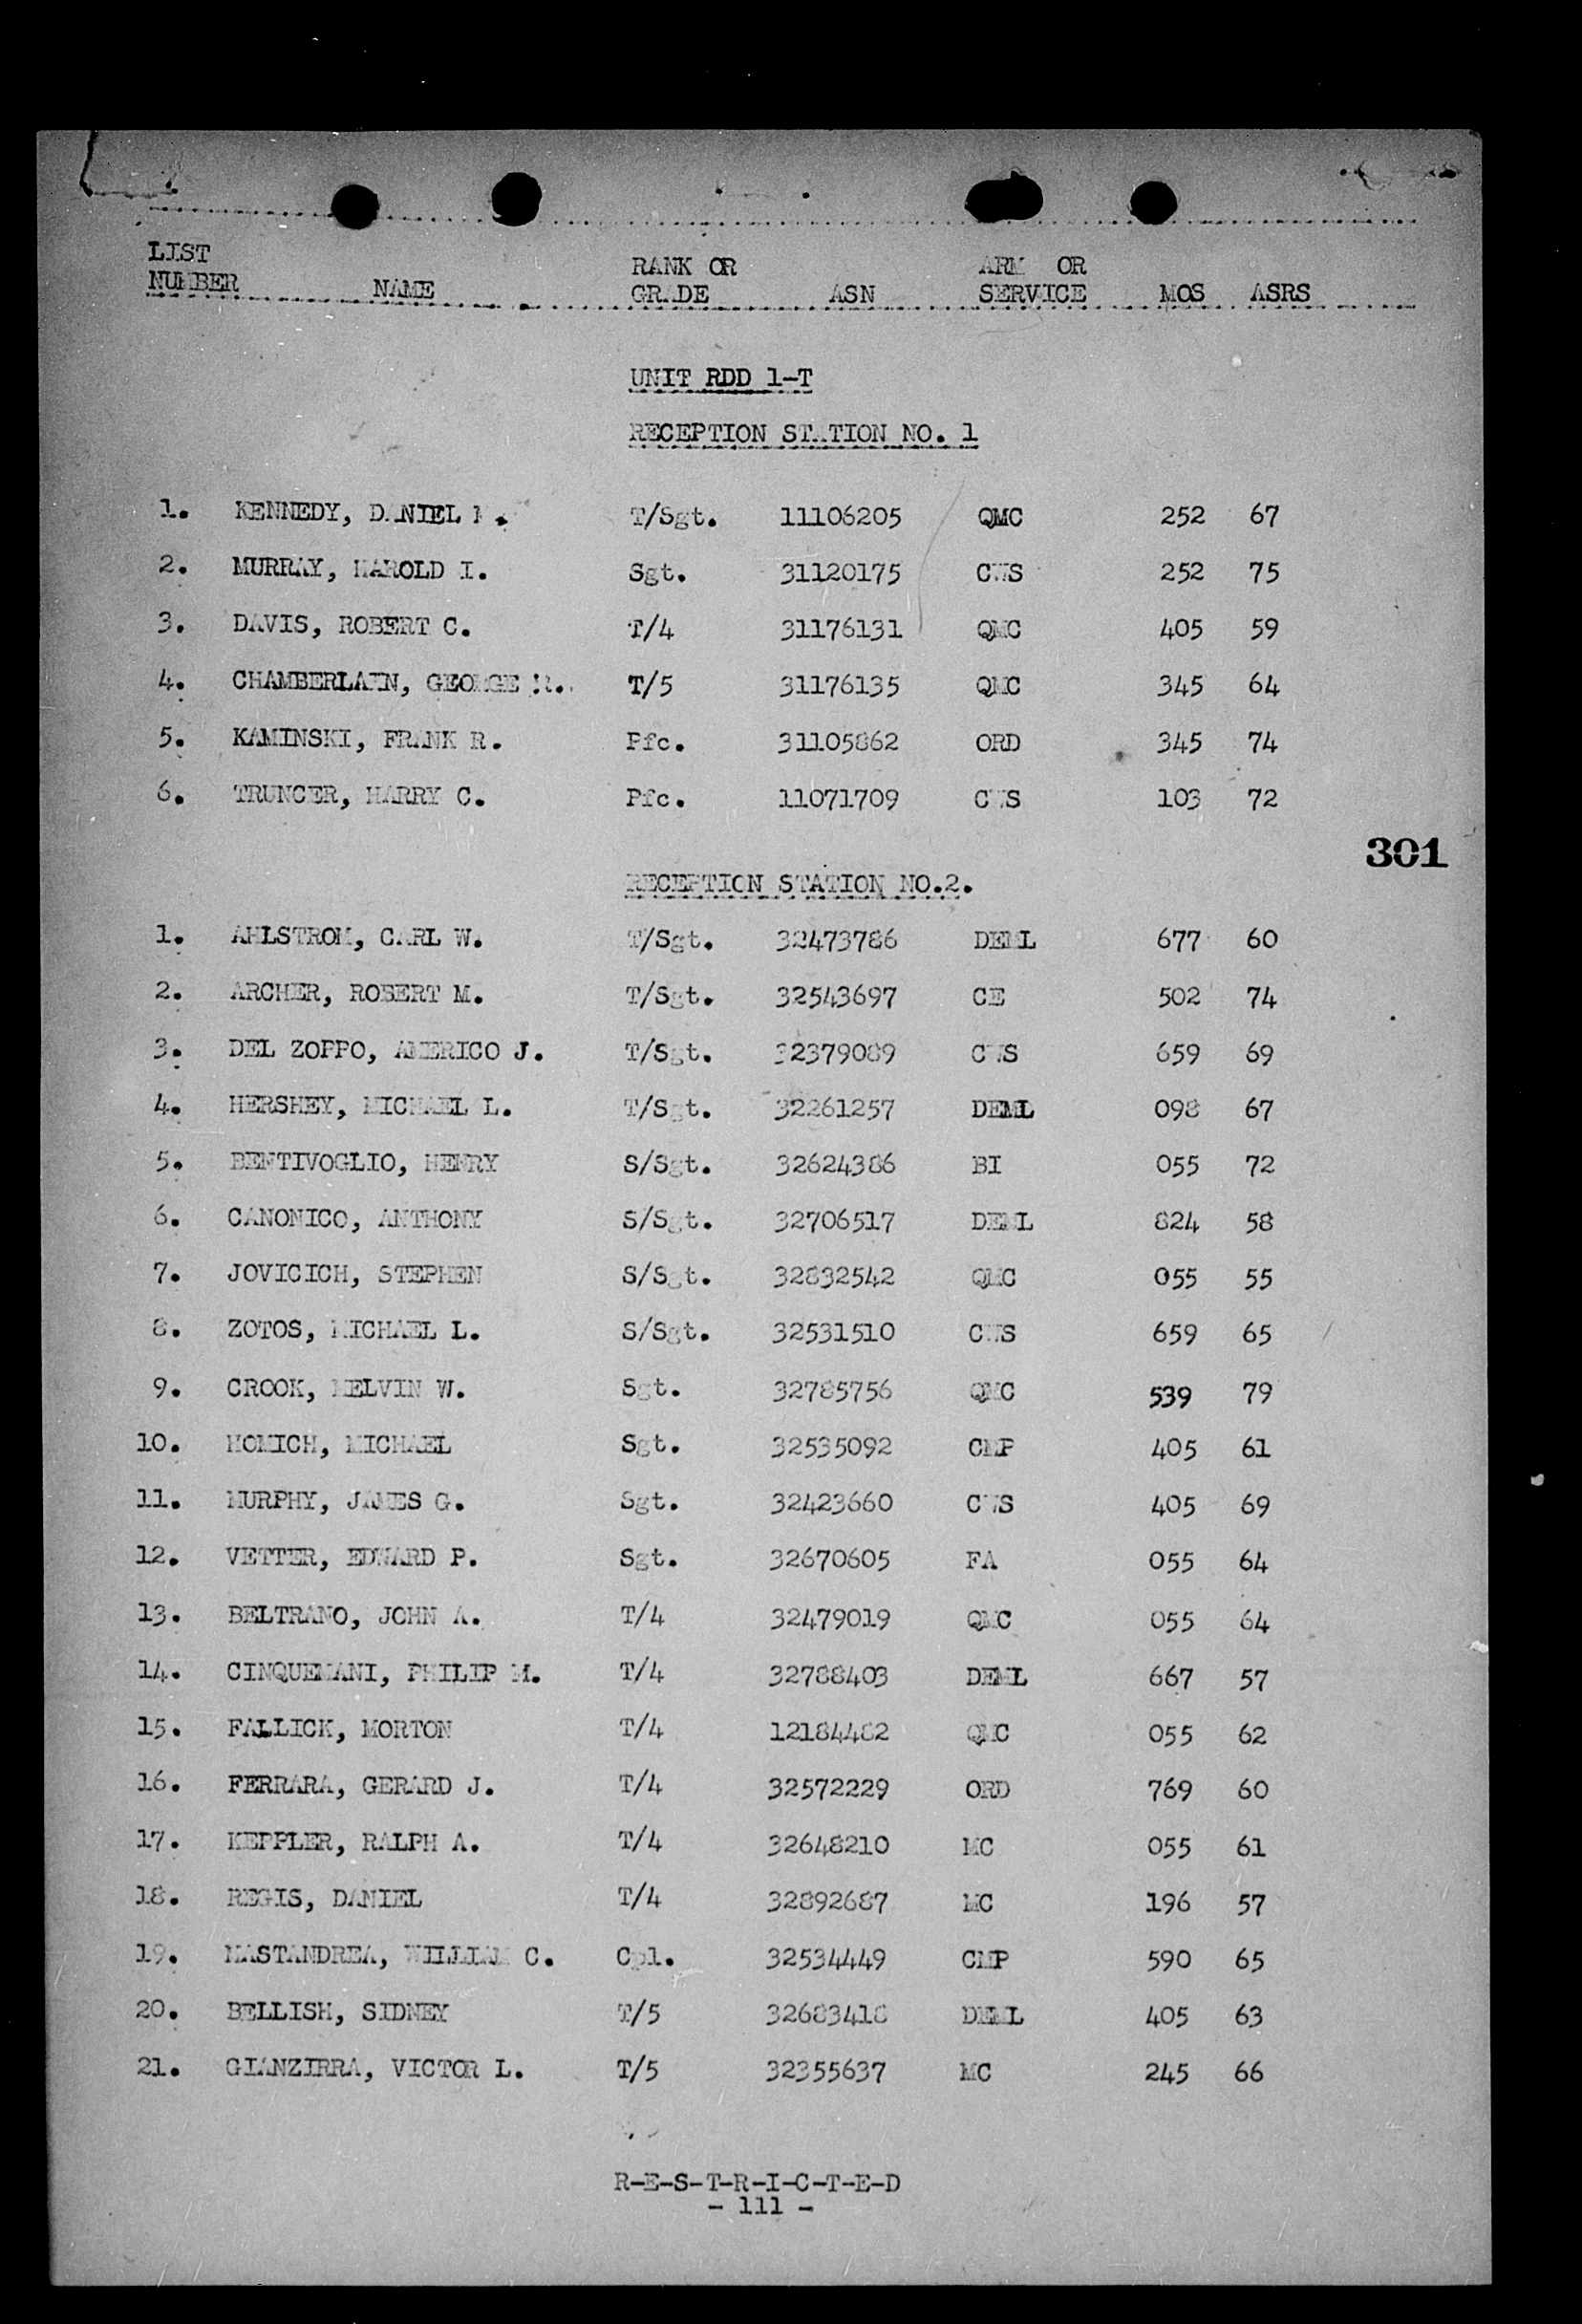 LIST
NUMBER NAME RANK OR GRADE ASN ARM OR SERVICE MOS ASRS
UNIT RDD 1-T
RECEPTION STATION NO. 1
1. KENNEDY, DANIEL T/Sgt. 11106205 QMC 252 67
2. MURRAY, HAROLD I. Sgt. 31120175 CWS 252 75
3. DAVIS, ROBERT C. T/4 31176131 QMC 405 59
4. CHAMBERLAIN, GEORGE R. T/5 31176135 QMC 345 64
5. KAMINSKI, FRANK R. Pfc. 31105862 ORD 345 74
6. TRUNCER, HARRY C. Pfc. 11071709 CWS 103 72
301
RECEPTION STATION NO.2.
1. AHLSTROM, CARL W. T/Sgt. 32473786 DEML 677 60
2. ARCHER, ROBERT M. T/Sgt. 32543697 CE 502 74
3. DEL ZOPPO, AMERICO J. T/Sgt. 32379089 CWS 659 69
4. HERSHEY, MICHAEL L. T/Sgt. 32261257 DEML 098 67
5. BENTIVOGLIO, HENRY S/Sgt. 32624386 BI 055 72
6. CANONICO, ANTHONY S/Sgt. 32706517 DEML 824 58
7. JOVICICH, STEPHEN S/Sgt. 32832542 QMC 055 55
8. ZOTOS, MICHAEL L. S/Sgt. 32531510 CWS 659 65
9. CROOK, MELVIN W. Sgt. 32785756 QMC 539 79
10. HOMICH, MICHAEL Sgt. 32535092 CMP 405 61
11. MURPHY, JAMES G. Sgt. 32423660 CWS 405 69
12. VETTER, EDWARD P. Sgt. 32670605 FA 055 64
13. BELTRANO, JOHN A. T/4 32479019 QMC 055 64
14. CINQUEMANI, PHILIP M. T/4 32788403 DEML 667 57
15. FALLICK, MORTON T/4 12184482 QMC 055 62
16. FERRARA, GERARD J. T/4 32572229 ORD 769 60
17. KEPPLER, RALPH A. T/4 32648210 MC 055 61
18. REGIS, DANIEL T/4 32892687 MC 196 57
19. MASTANDREA, WILLIAM C. Cpl. 32534449 CMP 590 65
20. BELLISH, SIDNEY T/5 32683418 DEML 405 63
21. GIANZIRRA, VICTOR L. T/5 32355637 MC 245 66
R-E-S-T-R-I-C-T-E-D
- 111 -